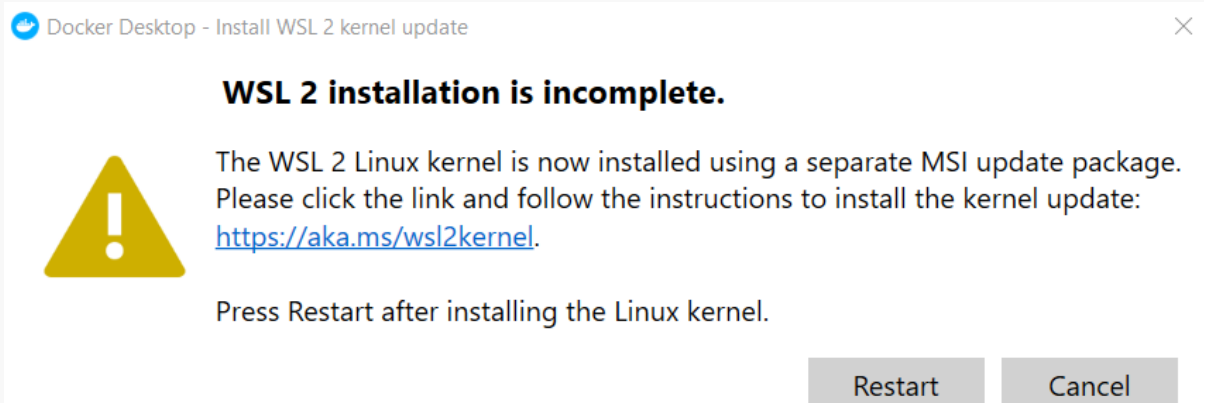 Docker Desktop - Install WSL 2 kernel update
WSL 2 installation is incomplete.
The WSL 2 Linux kernel is now installed using a separate MSI update package.
Please click the link and follow the instructions to install the kernel update:
https://aka.ms/wsl2kernel.
Press Restart after installing the Linux kernel.
Restart Cancel